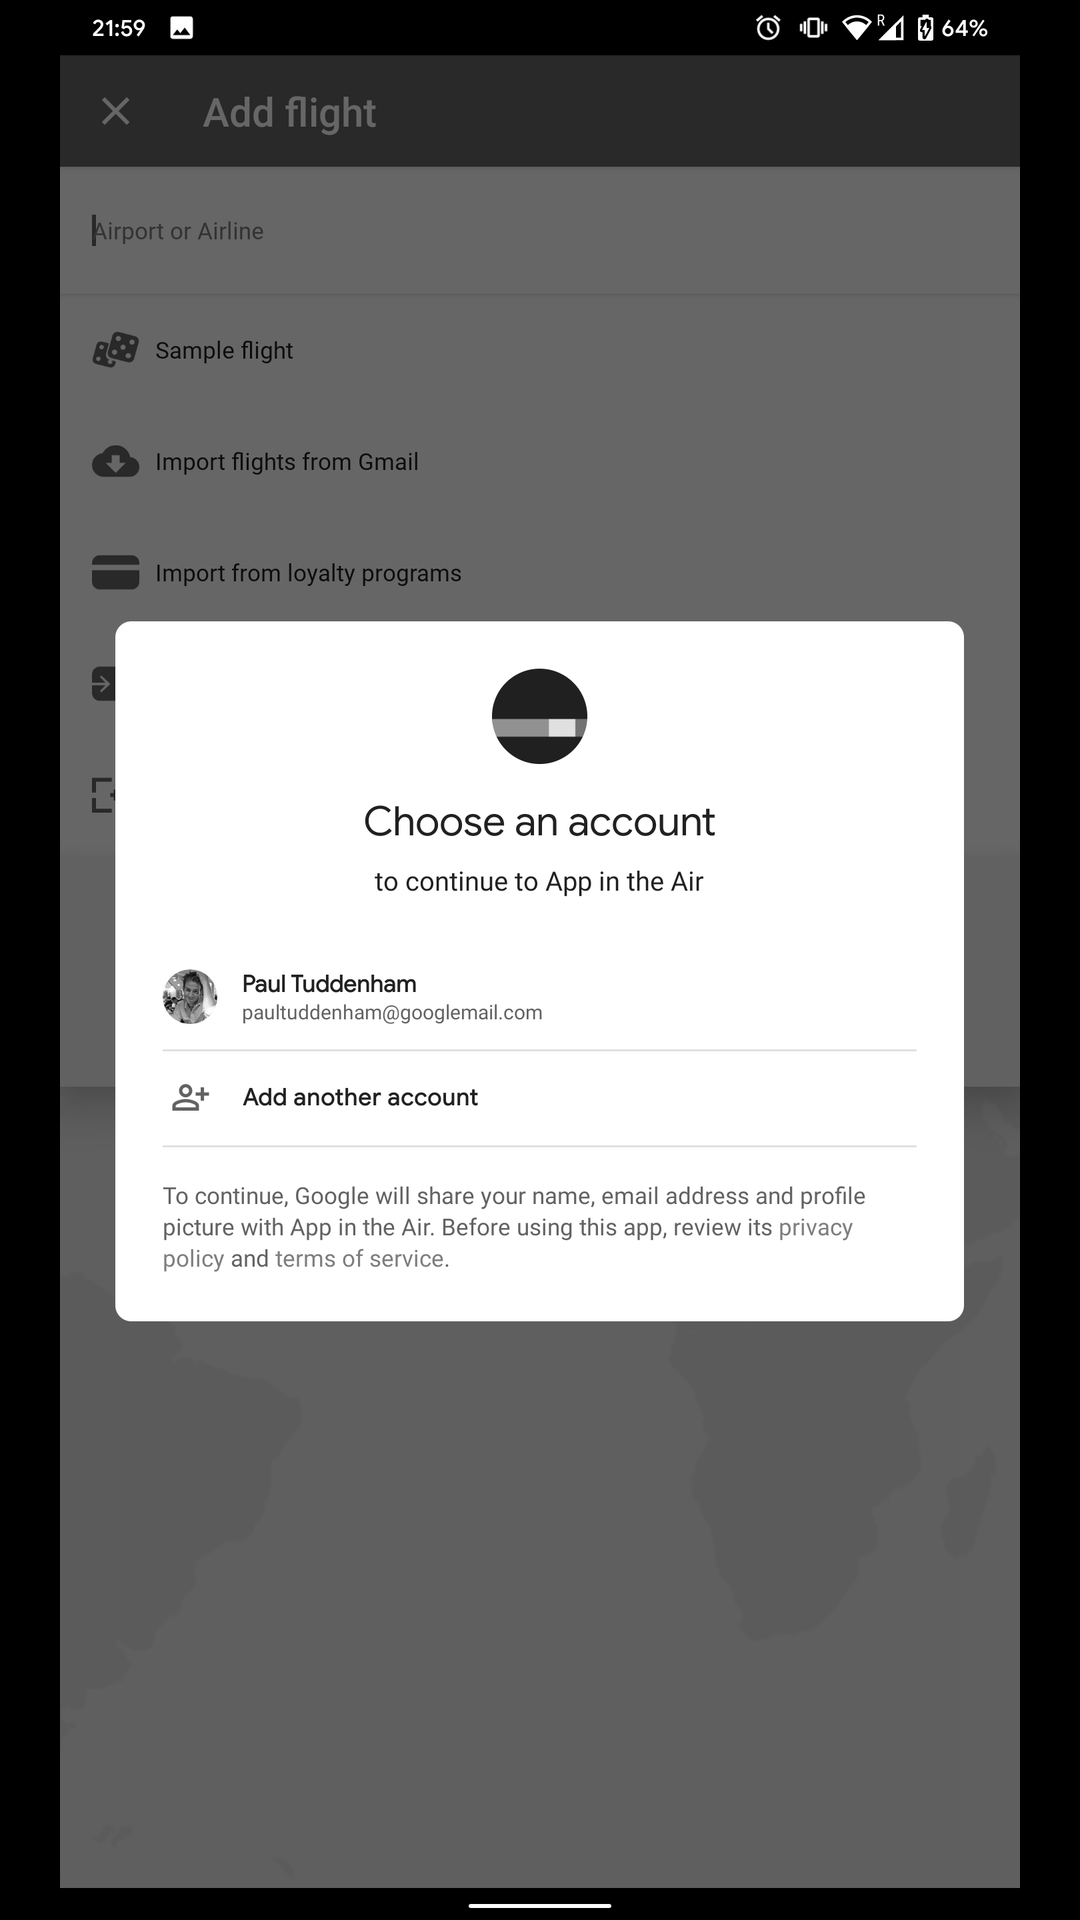 21:59
R
64%
Add flight
Airport or Airline
Sample flight
Import flights from Gmail
Import from loyalty programs
Choose an account
to continue to App in the Air
Paul Tuddenham
paultuddenham@googlemail.com
Add another account
To continue, Google will share your name, email address and profile
picture with App in the Air. Before using this app, review its privacy
policy and terms of service.